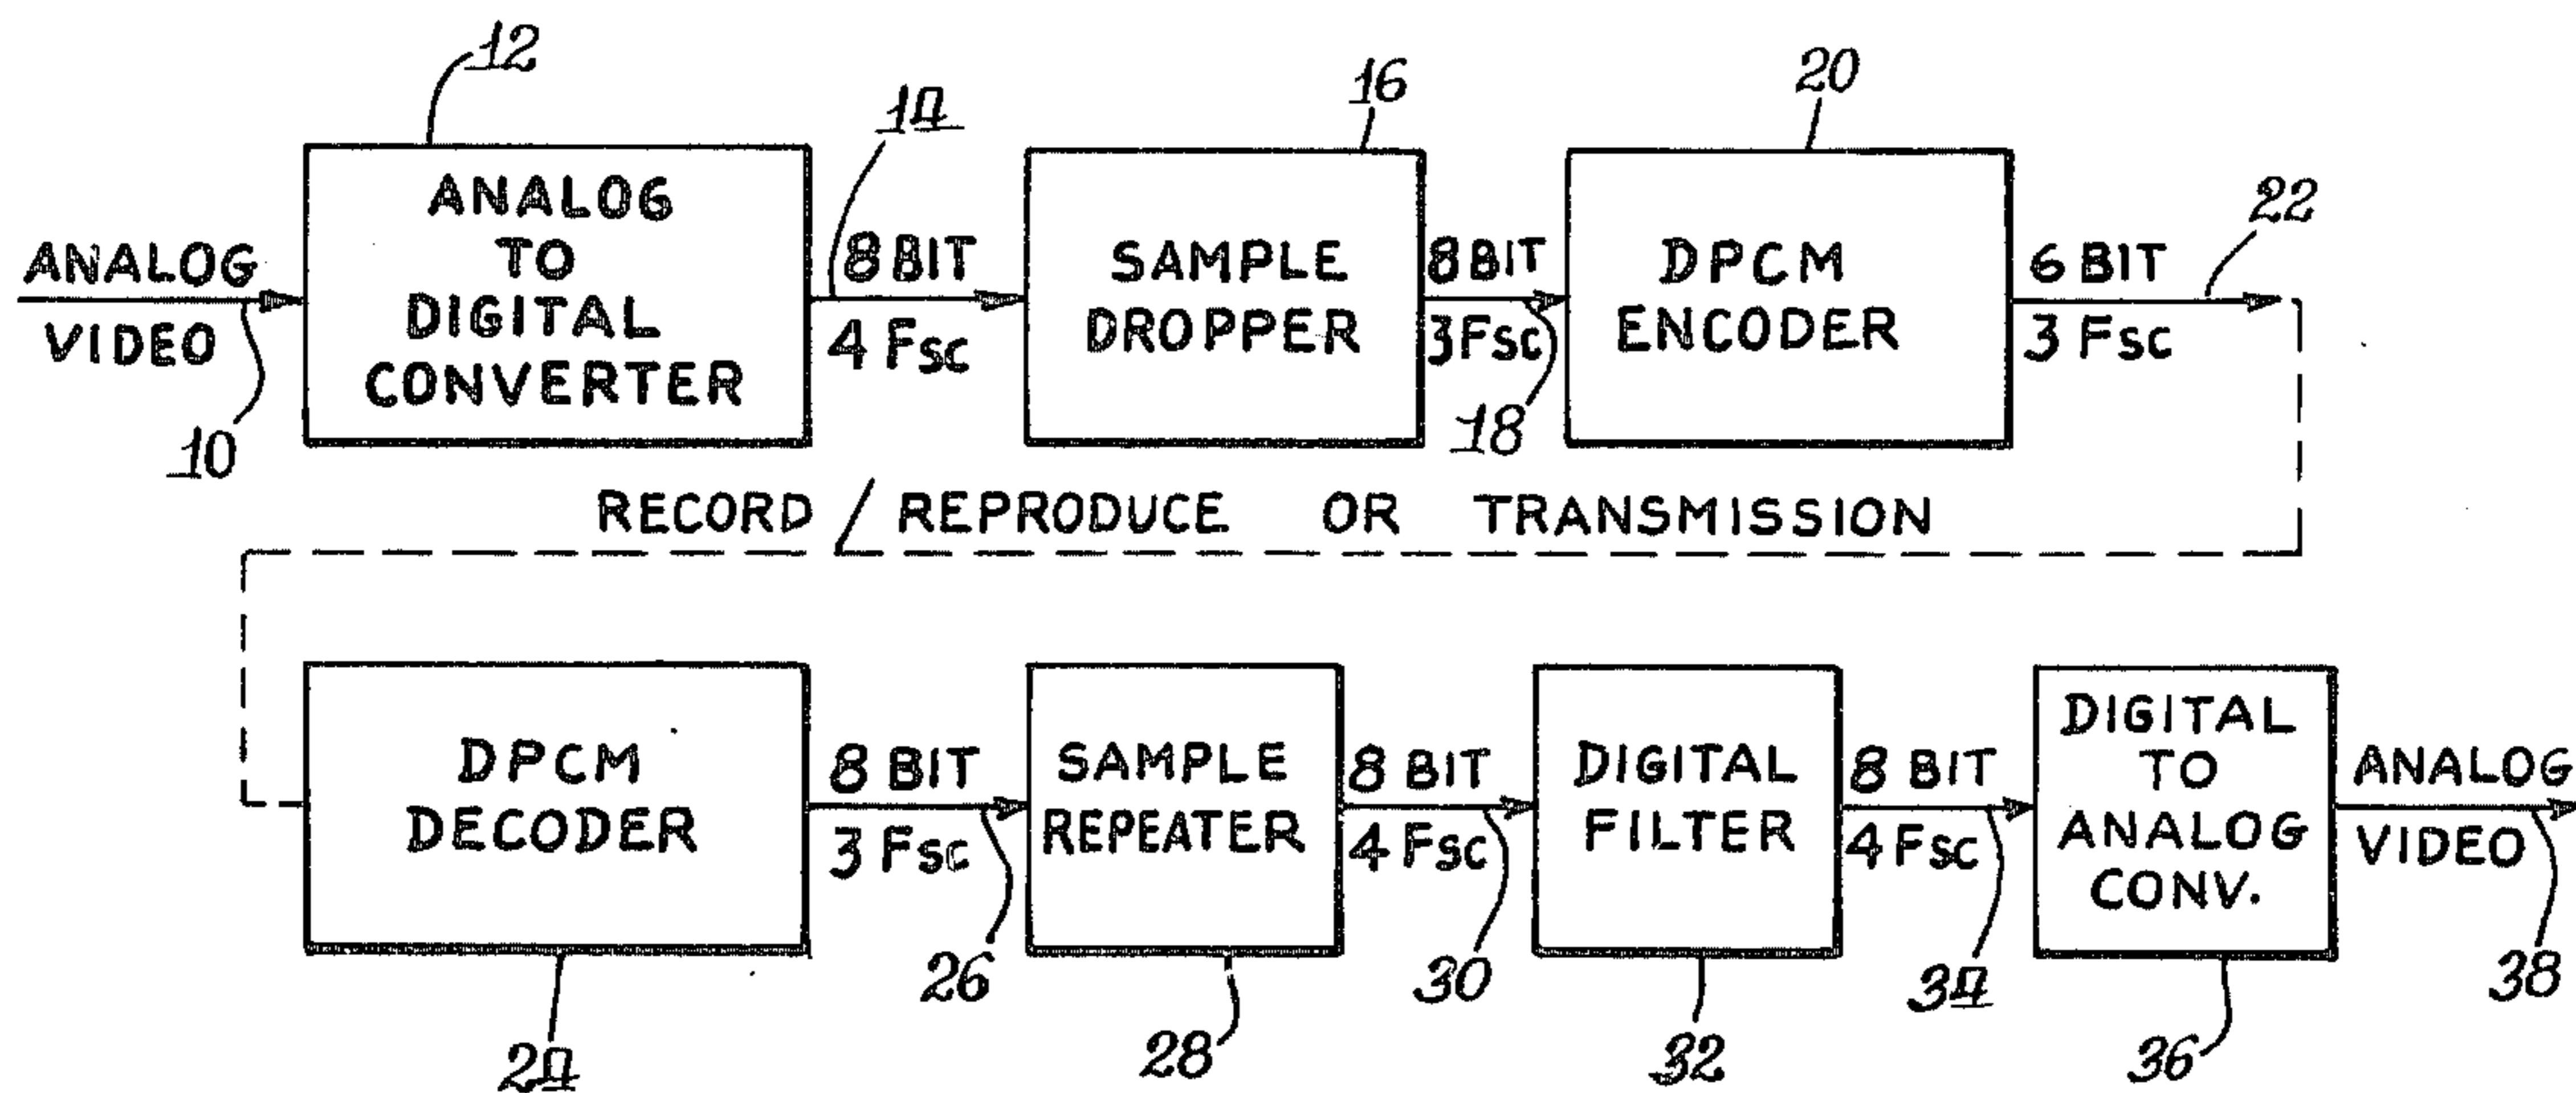 12
14
16
20
22
ANALOG
VIDEO
10
ANALOG
TO
DIGITAL
CONVERTER
8 BIT
4 Fsc
SAMPLE
DROPPER
8 BIT
3 Fsc
18
DPCM
ENCODER
6 BIT
3 Fsc
RECORD / REPRODUCE OR TRANSMISSION
DPCM
DECODER
24
8 BIT
3 Fsc
26
SAMPLE
REPEATER
28
8 BIT
4 Fsc
30
DIGITAL
FILTER
32
8 BIT
4 Fsc
34
DIGITAL
TO
ANALOG
CONV.
36
ANALOG
VIDEO
38